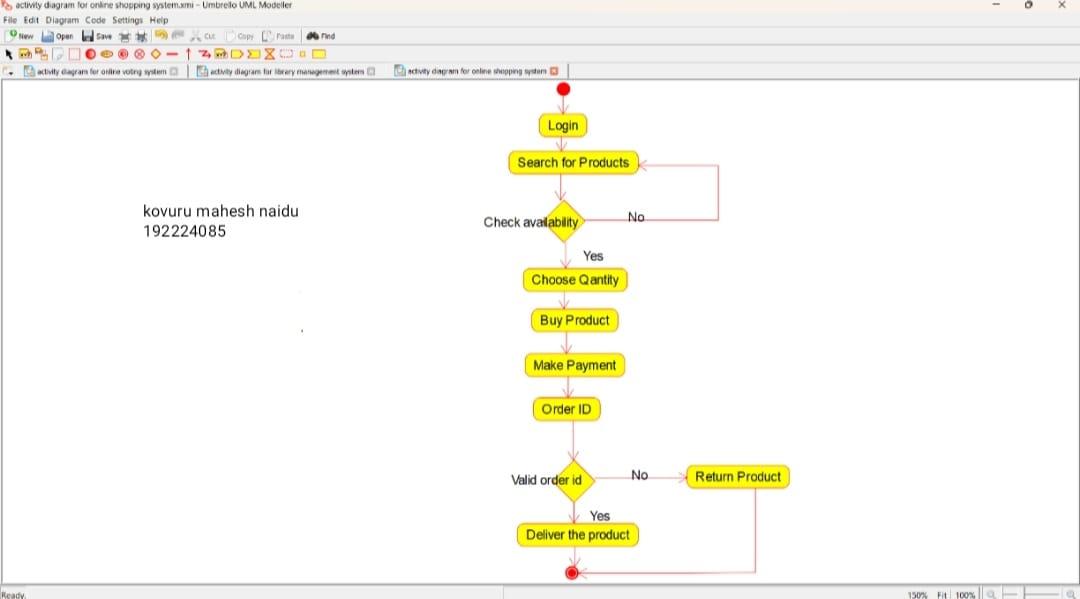 activity diagram for online shopping system.xmi - Umbrello UML Modeller
File Edit Diagram Code Settings Help
New Open Save Cut Copy Paste Find
activity diagram for online voting system activity diagram for library management system activity diagram for online shopping system
Login
Search for Products
kovuru mahesh naidu
192224085
Check availability
No
Yes
Choose Qantity
Buy Product
Make Payment
Order ID
Valid order id
No
Return Product
Yes
Deliver the product
Ready.
150% Fit 100%